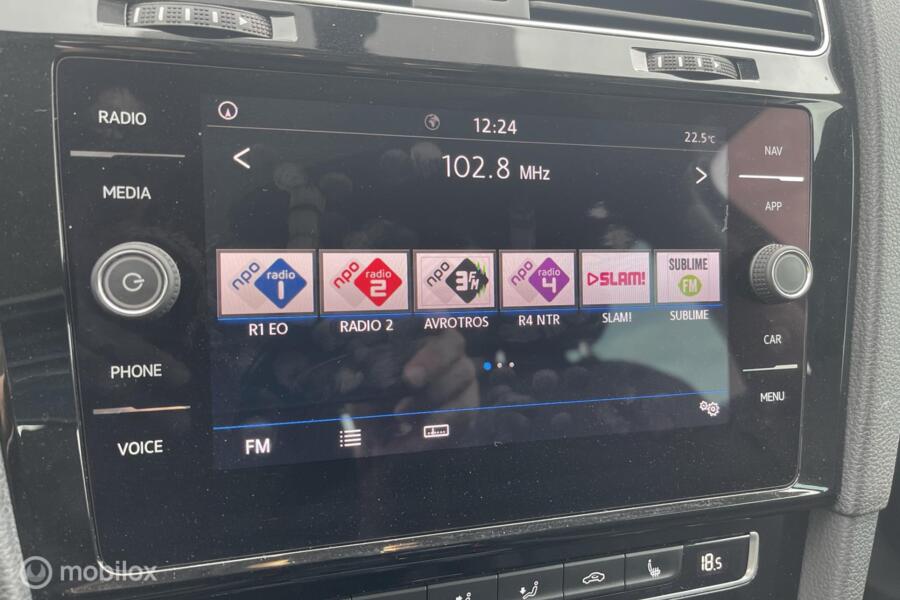 RADIO
MEDIA
PHONE
VOICE
12:24
22.5°C
<
102.8 MHz
>
npo radio 1
npo radio 2
npo 3FM
npo radio 4
SLAM!
SUBLIME FM
R1 EO
RADIO 2
AVROTROS
R4 NTR
SLAM!
SUBLIME
FM
NAV
APP
CAR
MENU
18.5
mobilox